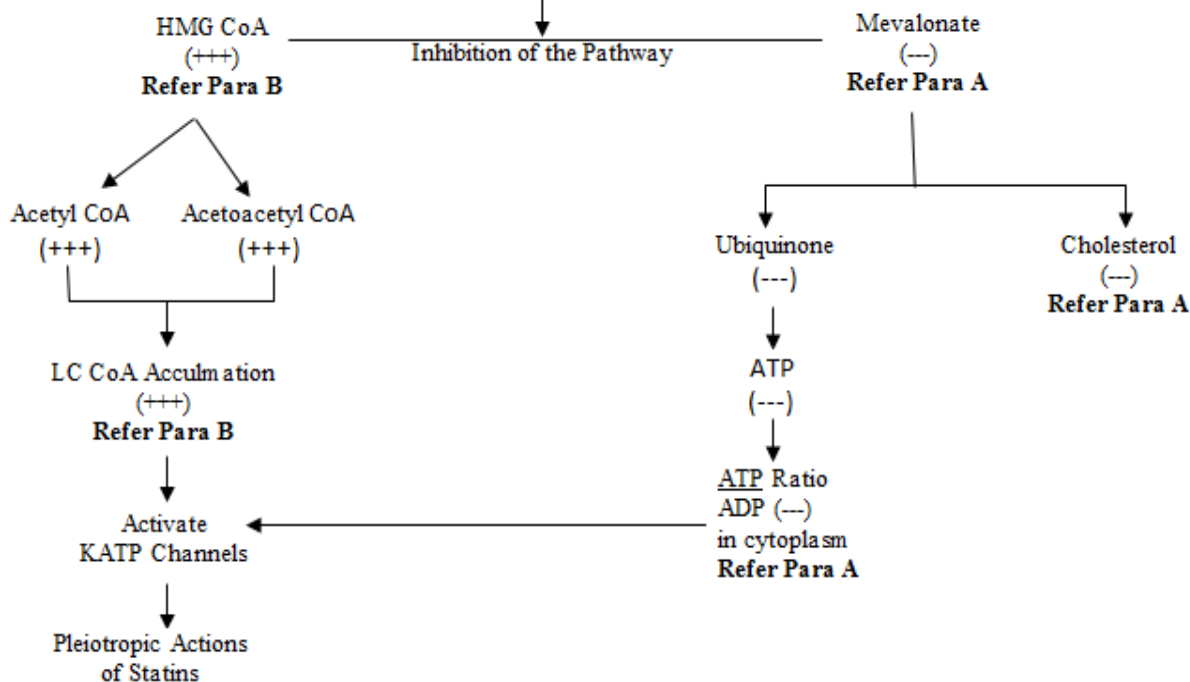 HMG CoA
(+++)
Refer Para B
Inhibition of the Pathway
Mevalonate
(---)
Refer Para A
Acetyl CoA
(+++)
Acetoacetyl CoA
(+++)
Ubiquinone
(---)
Cholesterol
(---)
Refer Para A
LC CoA Acculmation
(+++)
Refer Para B
ATP
(---)
ATP Ratio
ADP (---)
in cytoplasm
Refer Para A
Activate
KATP Channels
Pleiotropic Actions
of Statins